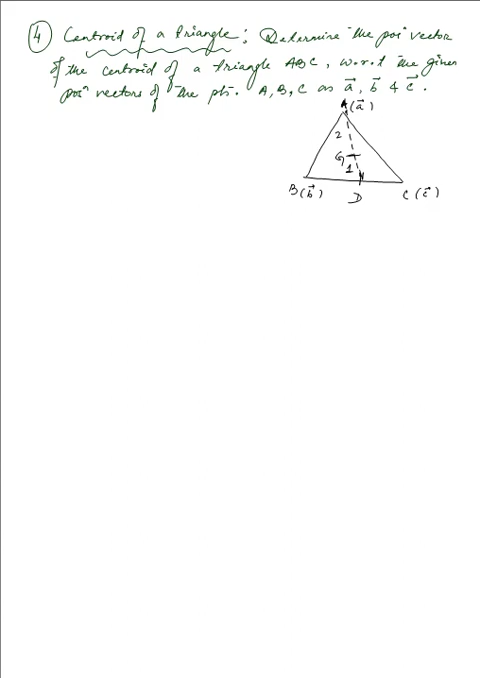 ④ Centroid of a triangle : Determine the posⁿ vector
of the centroid of a triangle ABC, w.r.t the given
posⁿ vectors of the pts. A, B, C as a⃗, b⃗ & c⃗.
A (a⃗)
2
G
1
B (b⃗) D C (c⃗)